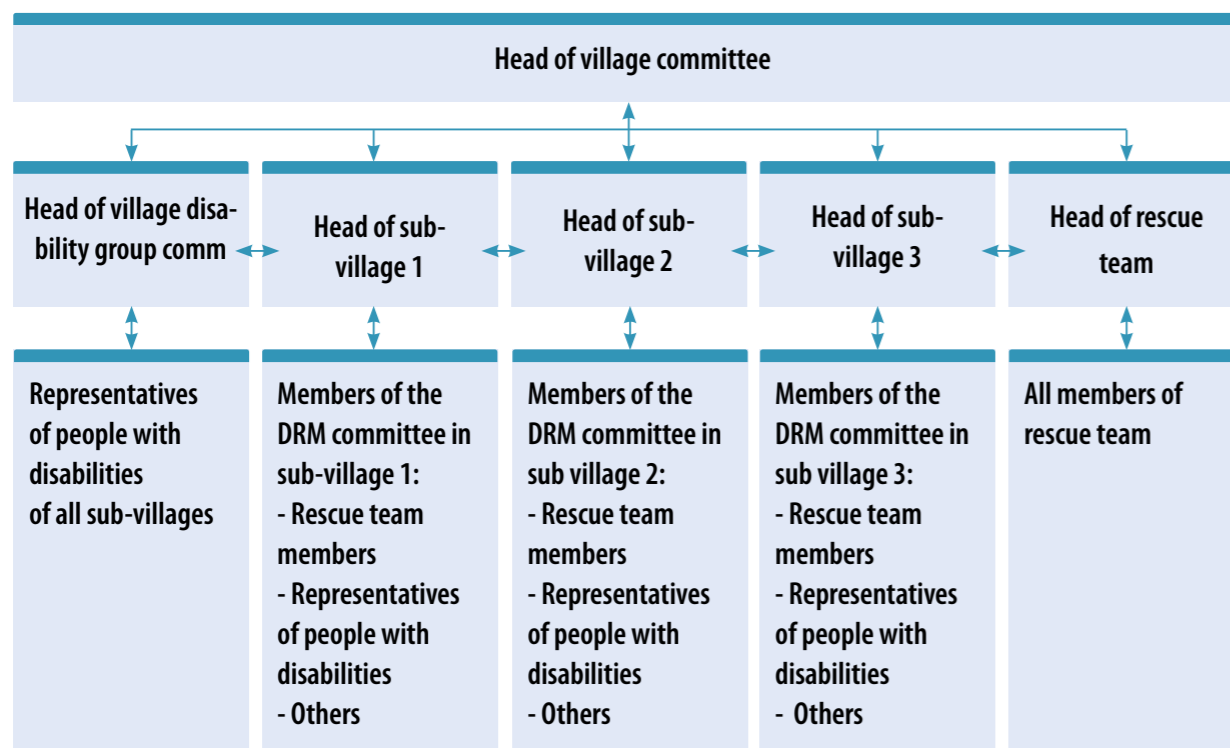 Head of village committee
Head of village disa-
bility group comm
Head of sub-
village 1
Head of sub-
village 2
Head of sub-
village 3
Head of rescue
team
Representatives
of people with
disabilities
of all sub-villages
Members of the
DRM committee in
sub-village 1:
- Rescue team
members
- Representatives
of people with
disabilities
- Others
Members of the
DRM committee in
sub village 2:
- Rescue team
members
- Representatives
of people with
disabilities
- Others
Members of the
DRM committee in
sub village 3:
- Rescue team
members
- Representatives
of people with
disabilities
- Others
All members of
rescue team